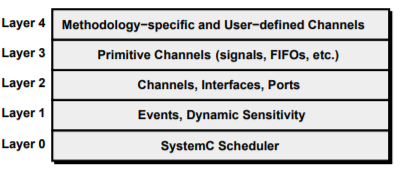 Layer 4 Methodology−specific and User−defined Channels
Layer 3 Primitive Channels (signals, FIFOs, etc.)
Layer 2 Channels, Interfaces, Ports
Layer 1 Events, Dynamic Sensitivity
Layer 0 SystemC Scheduler